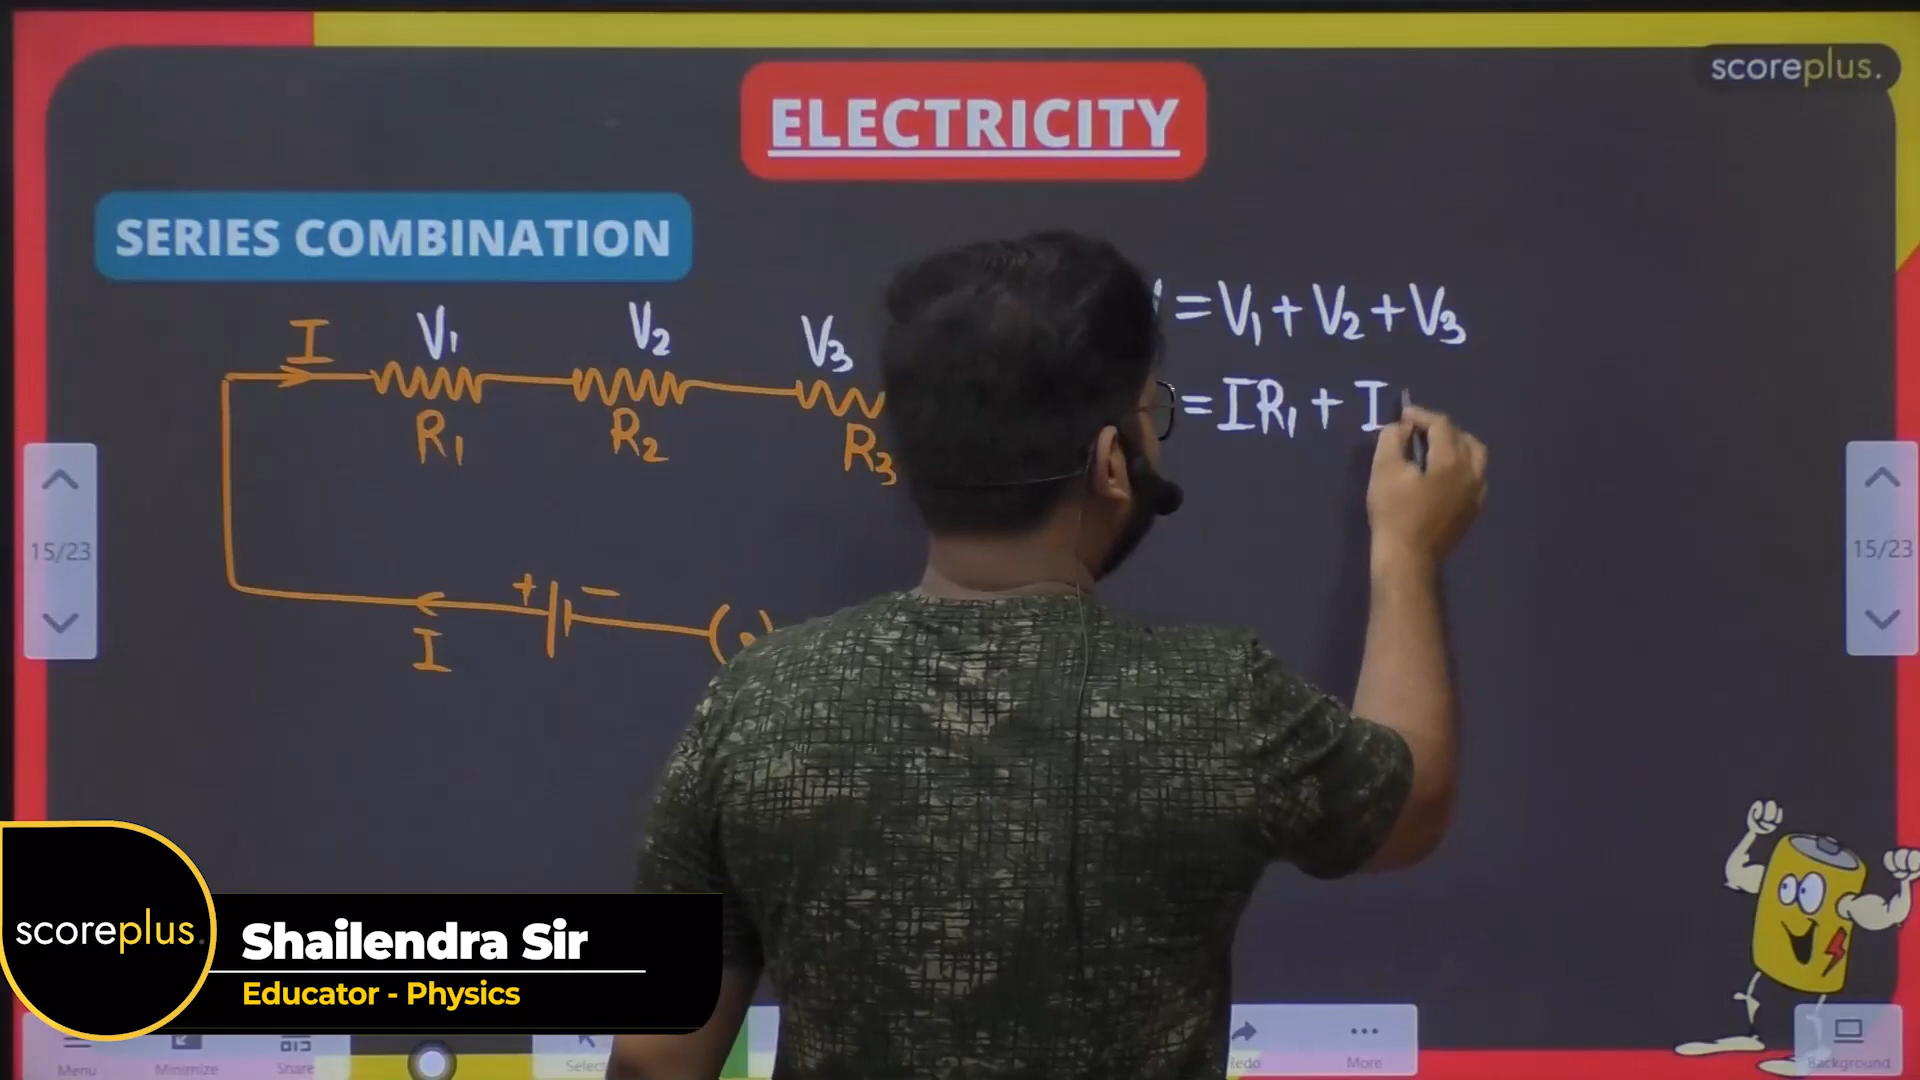 scoreplus.
ELECTRICITY
SERIES COMBINATION
I V1 V2 V3
R1 R2 R3
+ −
I
= V1 + V2 + V3
= IR1 + I
15/23
15/23
scoreplus.
Shailendra Sir
Educator - Physics
Menu Minimize Share Select Redo More Background